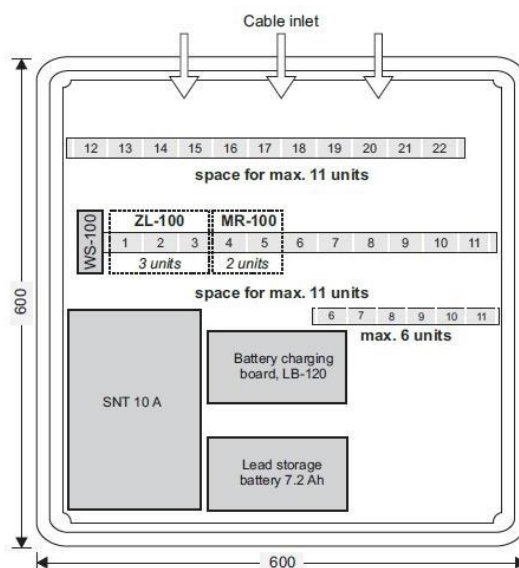 Cable inlet
12 13 14 15 16 17 18 19 20 21 22
space for max. 11 units
WS-100
ZL-100 MR-100
1 2 3 4 5 6 7 8 9 10 11
3 units 2 units
space for max. 11 units
6 7 8 9 10 11
max. 6 units
600
SNT 10 A
Battery charging
board, LB-120
Lead storage
battery 7.2 Ah
600